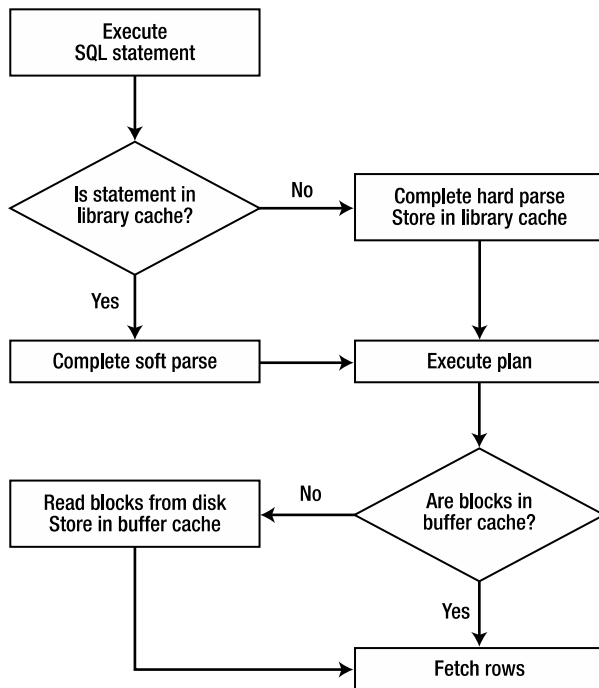 Execute
SQL statement
Is statement in
library cache?
No
Complete hard parse
Store in library cache
Yes
Complete soft parse
Execute plan
Read blocks from disk
Store in buffer cache
No
Are blocks in
buffer cache?
Yes
Fetch rows